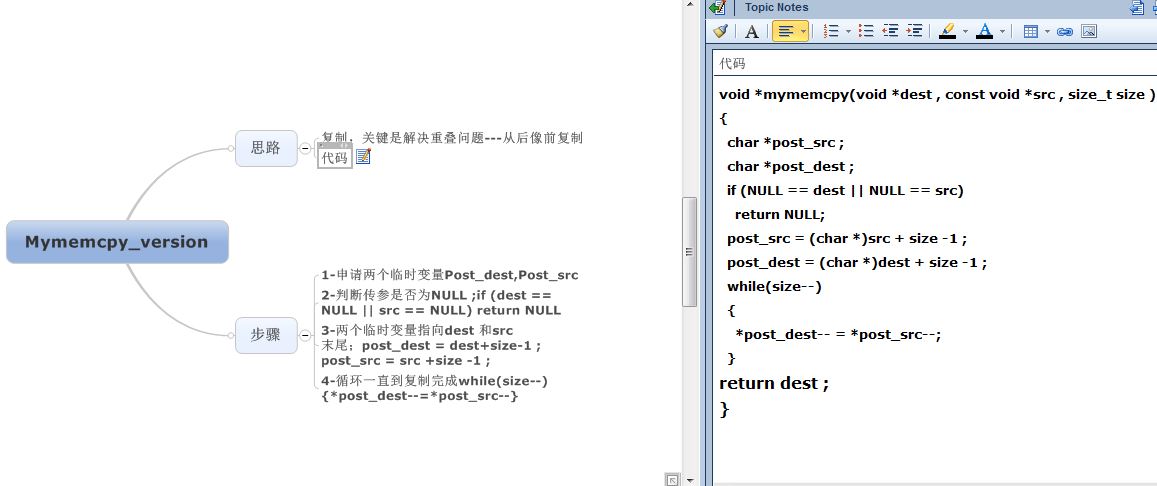 Topic Notes
代码
void *mymemcpy(void *dest , const void *src , size_t size )
{
char *post_src ;
char *post_dest ;
if (NULL == dest || NULL == src)
return NULL;
post_src = (char *)src + size -1 ;
post_dest = (char *)dest + size -1 ;
while(size--)
{
*post_dest-- = *post_src--;
}
return dest ;
}
Mymemcpy_version
思路
复制，关键是解决重叠问题---从后像前复制
代码
步骤
1-申请两个临时变量Post_dest,Post_src
2-判断传参是否为NULL ;if (dest ==
NULL || src == NULL) return NULL
3-两个临时变量指向dest 和src
末尾；post_dest = dest+size-1 ;
post_src = src +size -1 ;
4-循环一直到复制完成while(size--)
{*post_dest--=*post_src--}